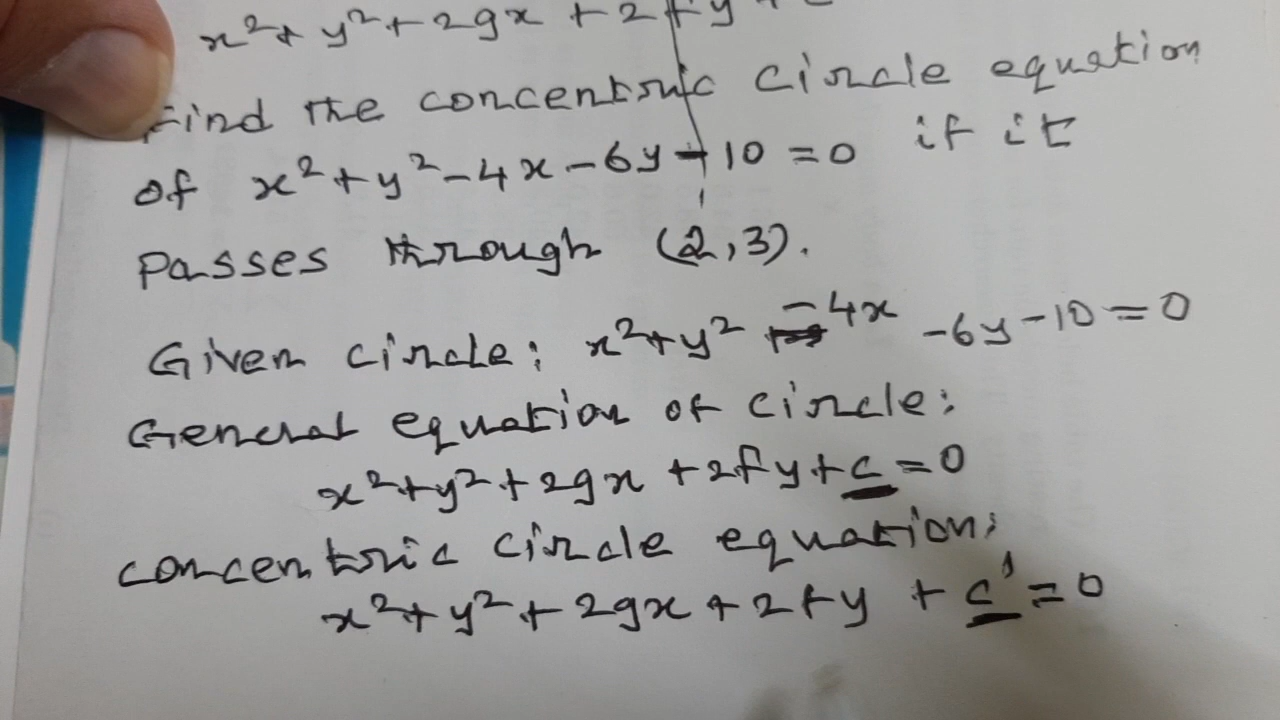 x²+y²+2gx+2fy+c
Find the concentric circle equation
of x²+y²-4x-6y-10=0 if it
passes through (2,3).
Given circle: x²+y² -4x -6y-10=0
General equation of circle:
x²+y²+2gx+2fy+c=0
concentric circle equation:
x²+y²+2gx+2fy+c'=0